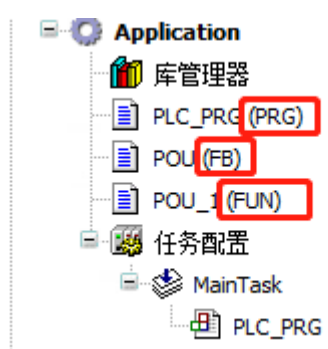 Application
库管理器
PLC_PRG (PRG)
POU (FB)
POU_1 (FUN)
任务配置
MainTask
PLC_PRG